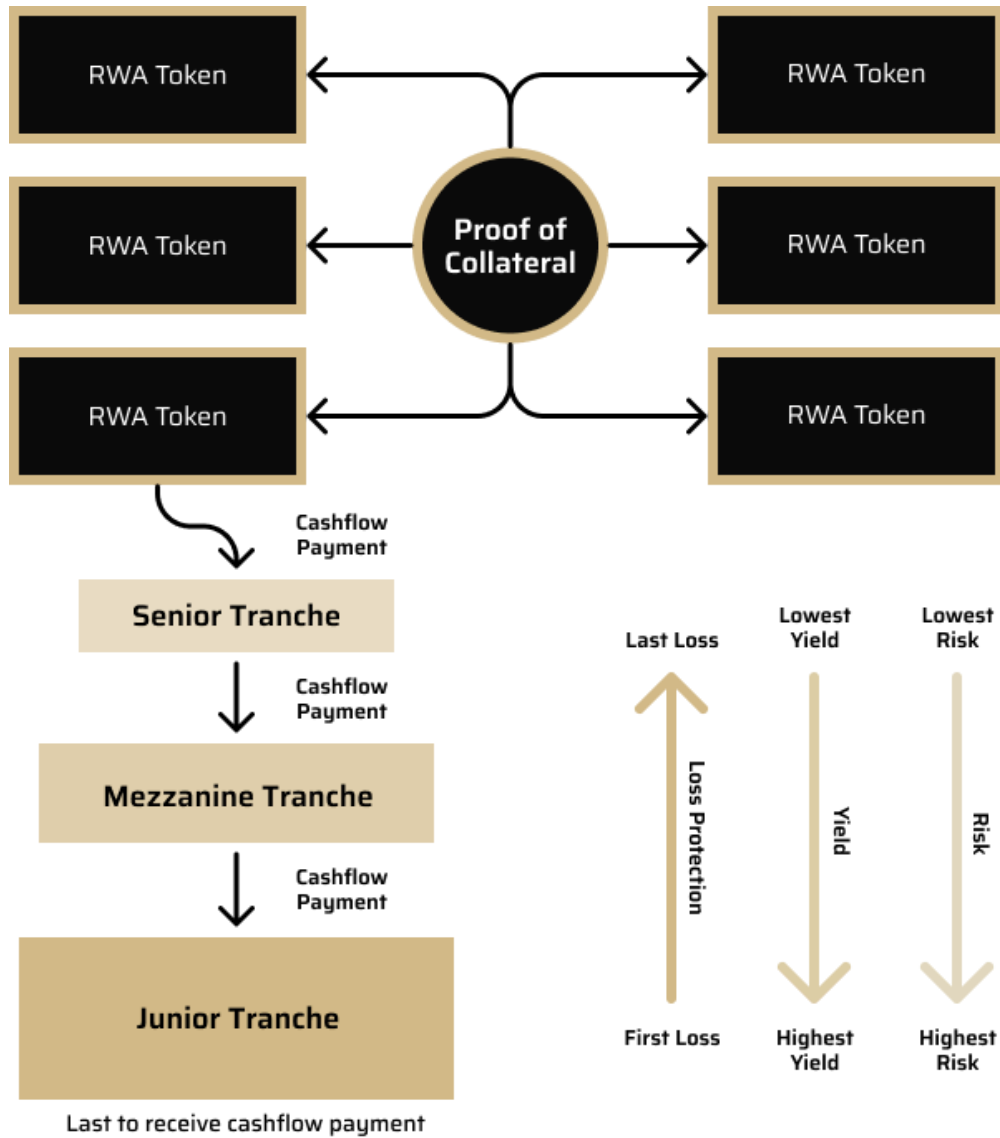 RWA Token
RWA Token
RWA Token
Proof of
Collateral
RWA Token
RWA Token
RWA Token
Cashflow
Payment
Senior Tranche
Cashflow
Payment
Mezzanine Tranche
Cashflow
Payment
Junior Tranche
Last to receive cashflow payment
Last Loss
Lowest
Yield
Lowest
Risk
Loss Protection
Yield
Risk
First Loss
Highest
Yield
Highest
Risk